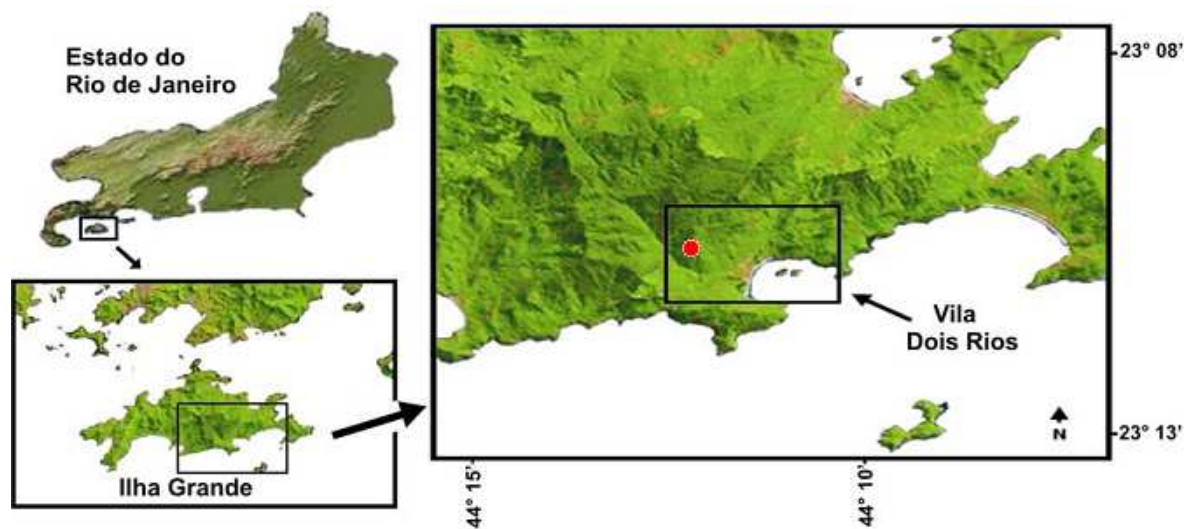 Estado do
Rio de Janeiro
Ilha Grande
23° 08'
Vila
Dois Rios
N
23° 13'
44° 15'
44° 10'